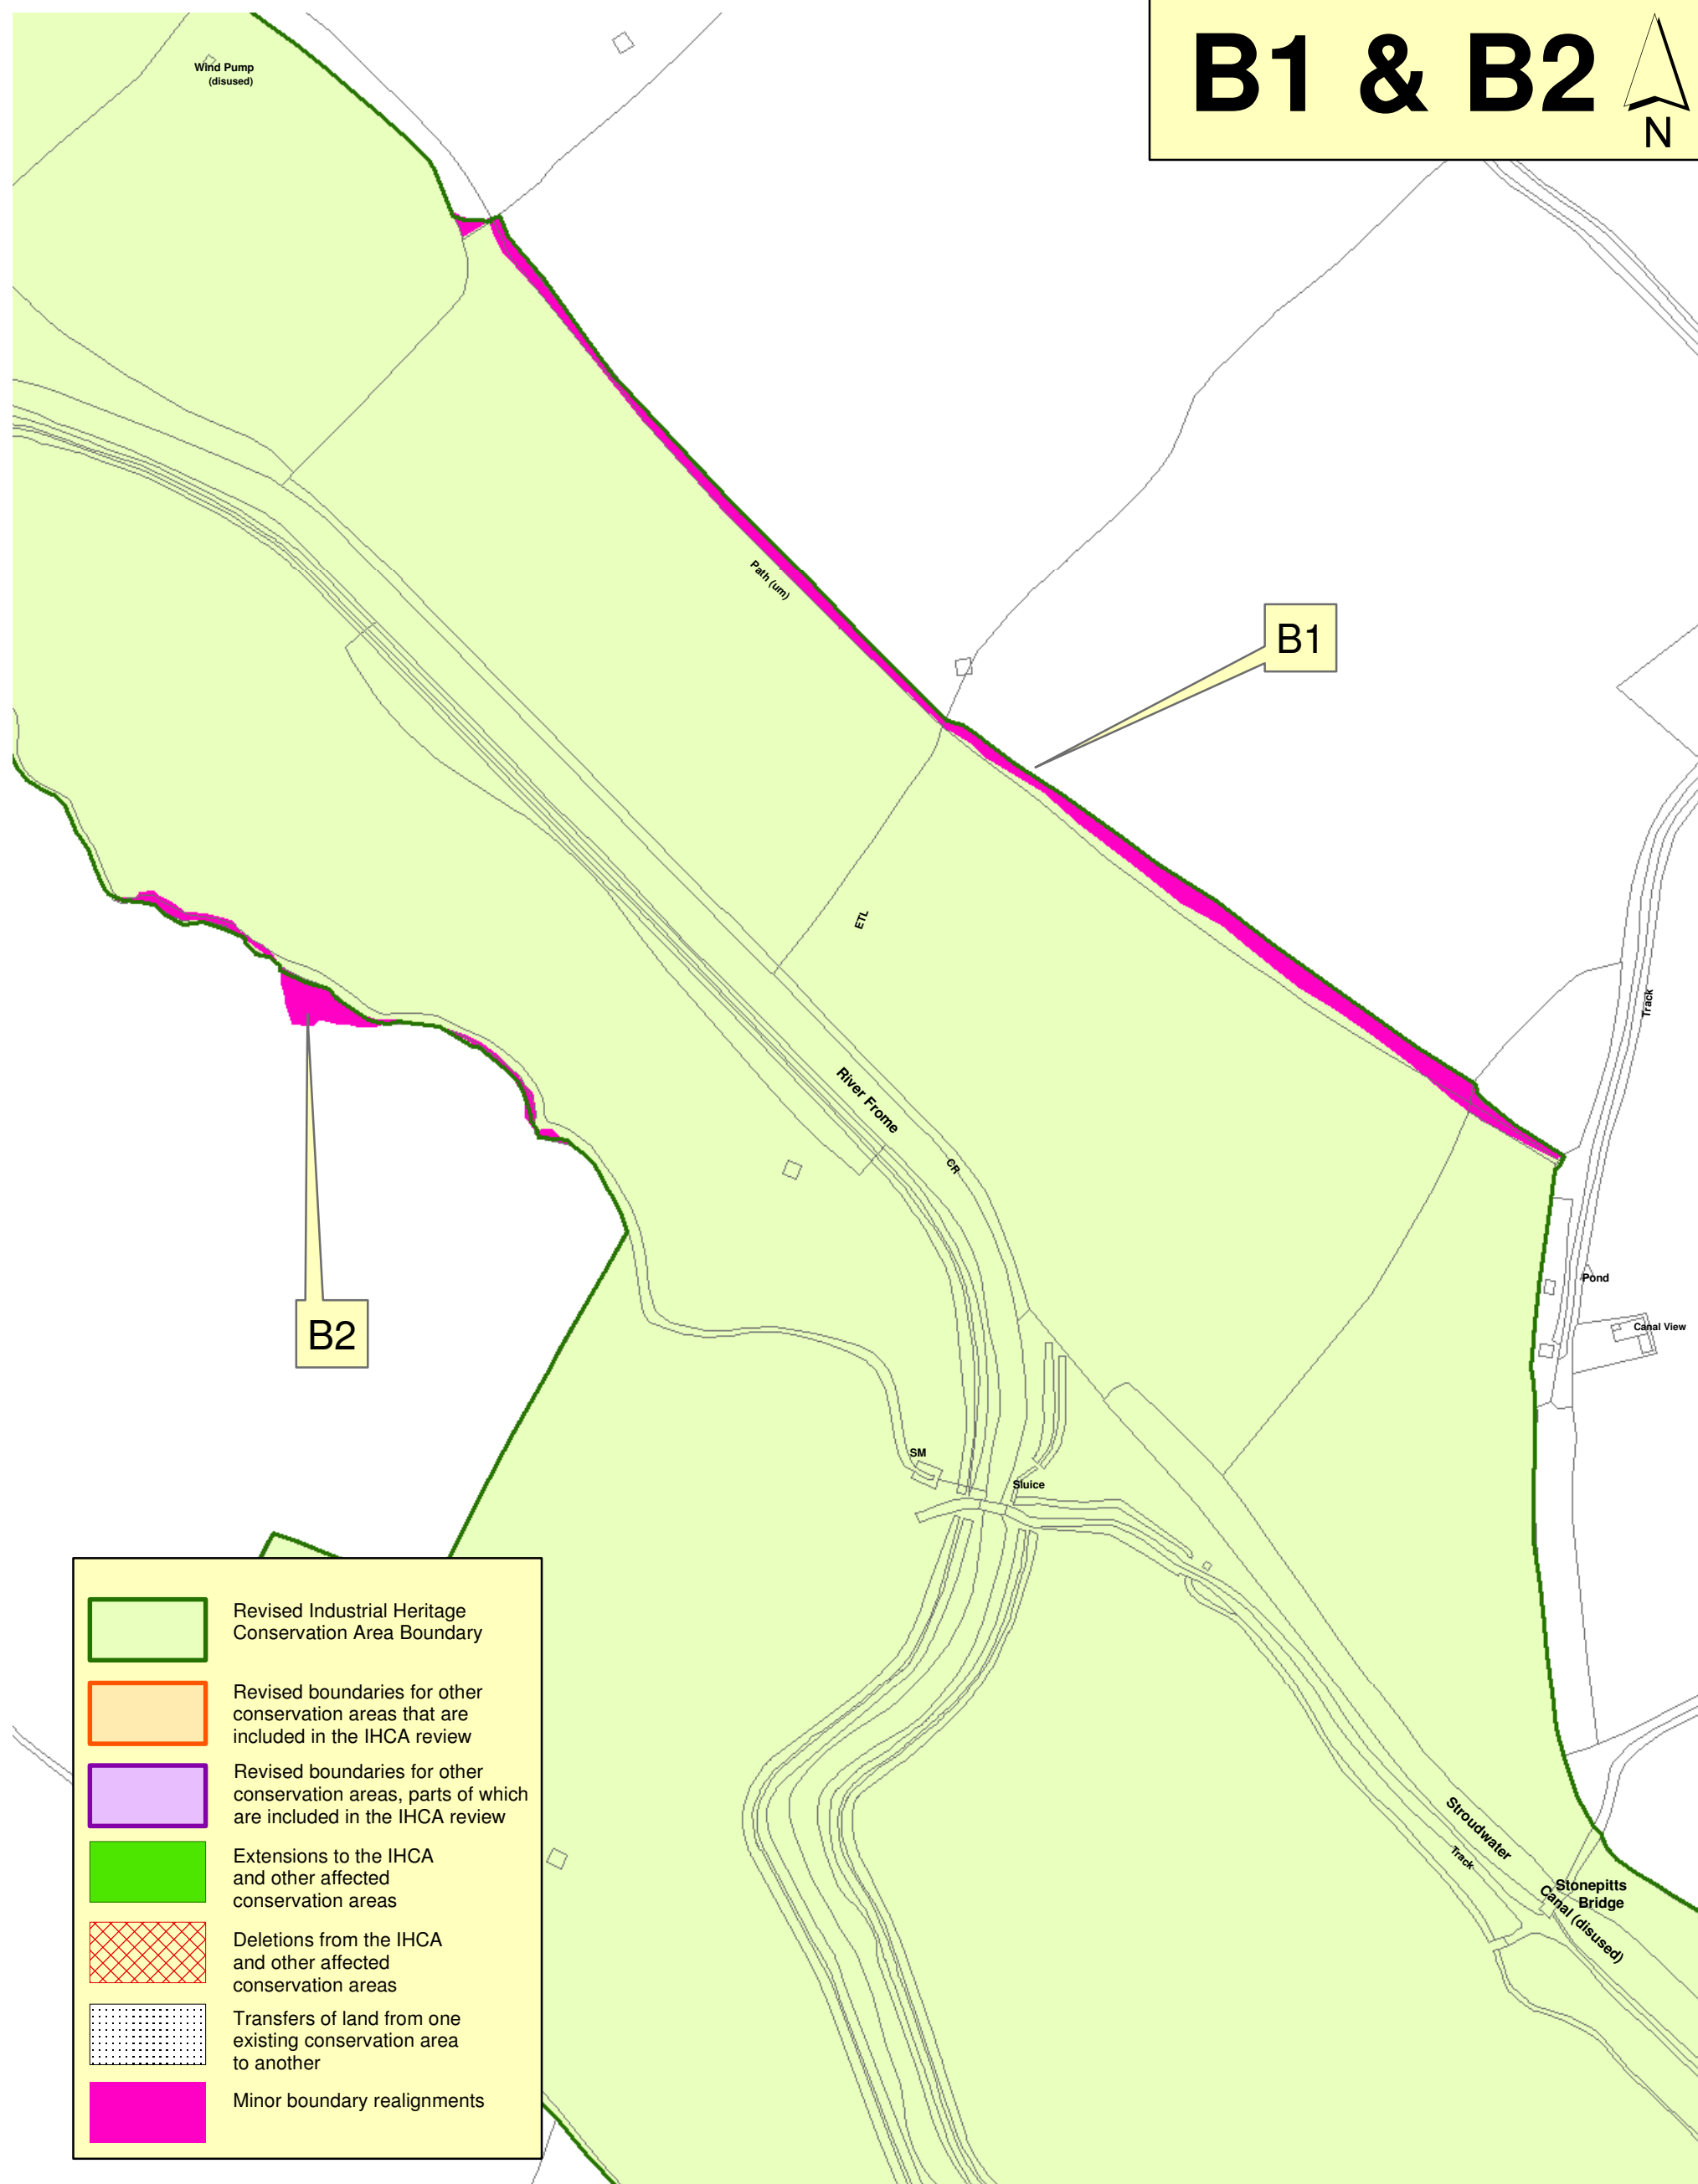 B1 & B2
N
Wind Pump
(disused)
Path (um)
B1
ETL
Track
River Frome
CR
Pond
Canal View
B2
SM
Sluice
Stroudwater
Track
Stonepitts
Bridge
Canal (disused)
Revised Industrial Heritage
Conservation Area Boundary
Revised boundaries for other
conservation areas that are
included in the IHCA review
Revised boundaries for other
conservation areas, parts of which
are included in the IHCA review
Extensions to the IHCA
and other affected
conservation areas
Deletions from the IHCA
and other affected
conservation areas
Transfers of land from one
existing conservation area
to another
Minor boundary realignments